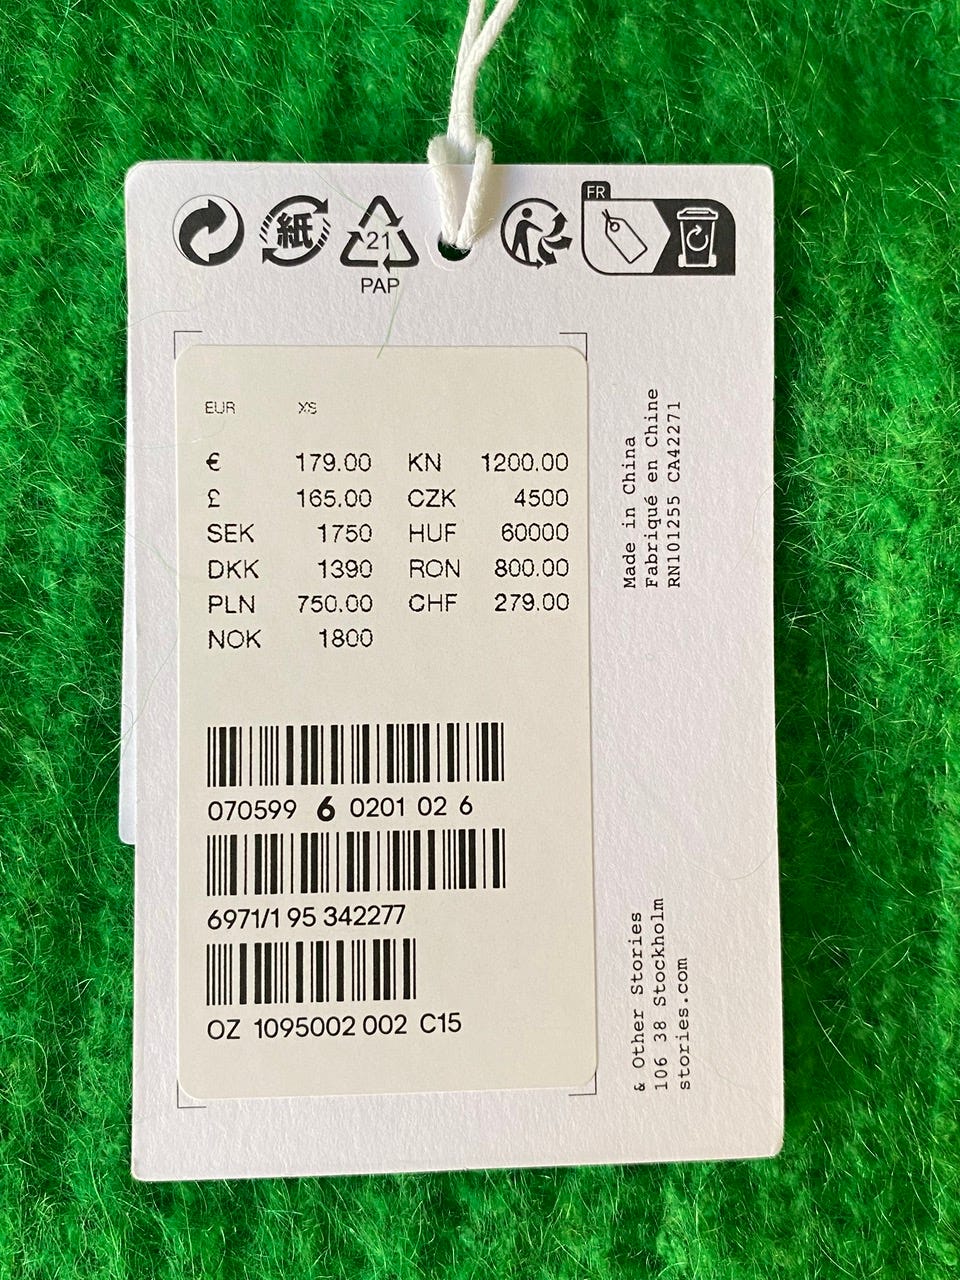 紙
21
PAP
FR
EUR XS
€ 179.00 KN 1200.00
£ 165.00 CZK 4500
SEK 1750 HUF 60000
DKK 1390 RON 800.00
PLN 750.00 CHF 279.00
NOK 1800
070599 6 0201 02 6
6971/1 95 342277
OZ 1095002 002 C15
Made in China
Fabriqué en Chine
RN101255 CA42271
& Other Stories
106 38 Stockholm
stories.com